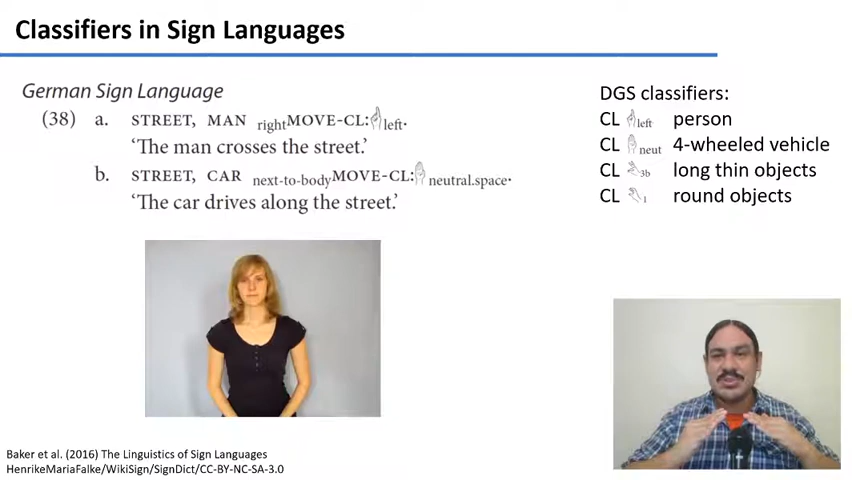 Classifiers in Sign Languages
German Sign Language
(38) a. STREET, MAN rightMOVE-CL: left.
‘The man crosses the street.’
b. STREET, CAR next-to-bodyMOVE-CL: neutral.space.
‘The car drives along the street.’
DGS classifiers:
CL left person
CL neut 4-wheeled vehicle
CL 3b long thin objects
CL 1 round objects
Baker et al. (2016) The Linguistics of Sign Languages
HenrikeMariaFalke/WikiSign/SignDict/CC-BY-NC-SA-3.0